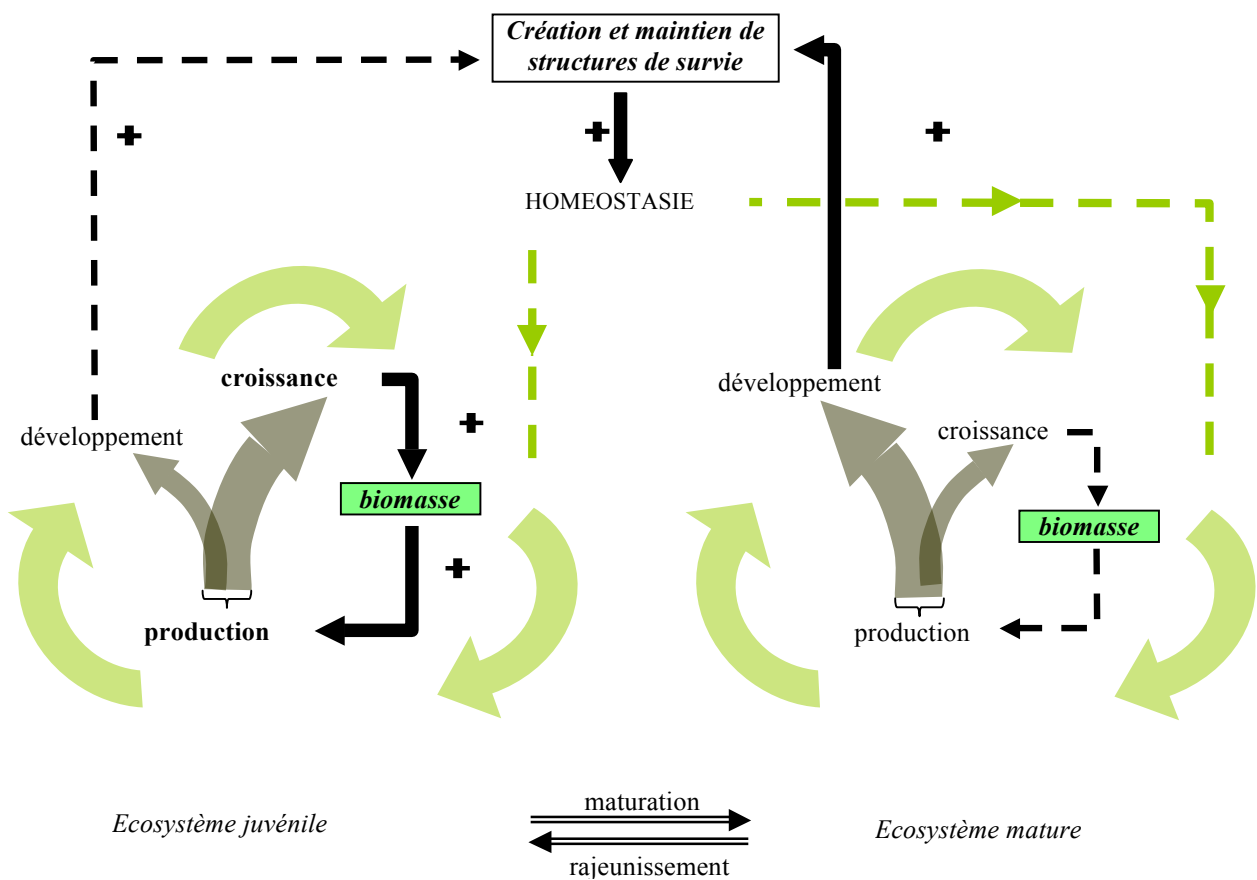 Création et maintien de
structures de survie
+
+
+
HOMEOSTASIE
croissance
développement
+
biomasse
+
production
développement
croissance
biomasse
production
Ecosystème juvénile
maturation
rajeunissement
Ecosystème mature